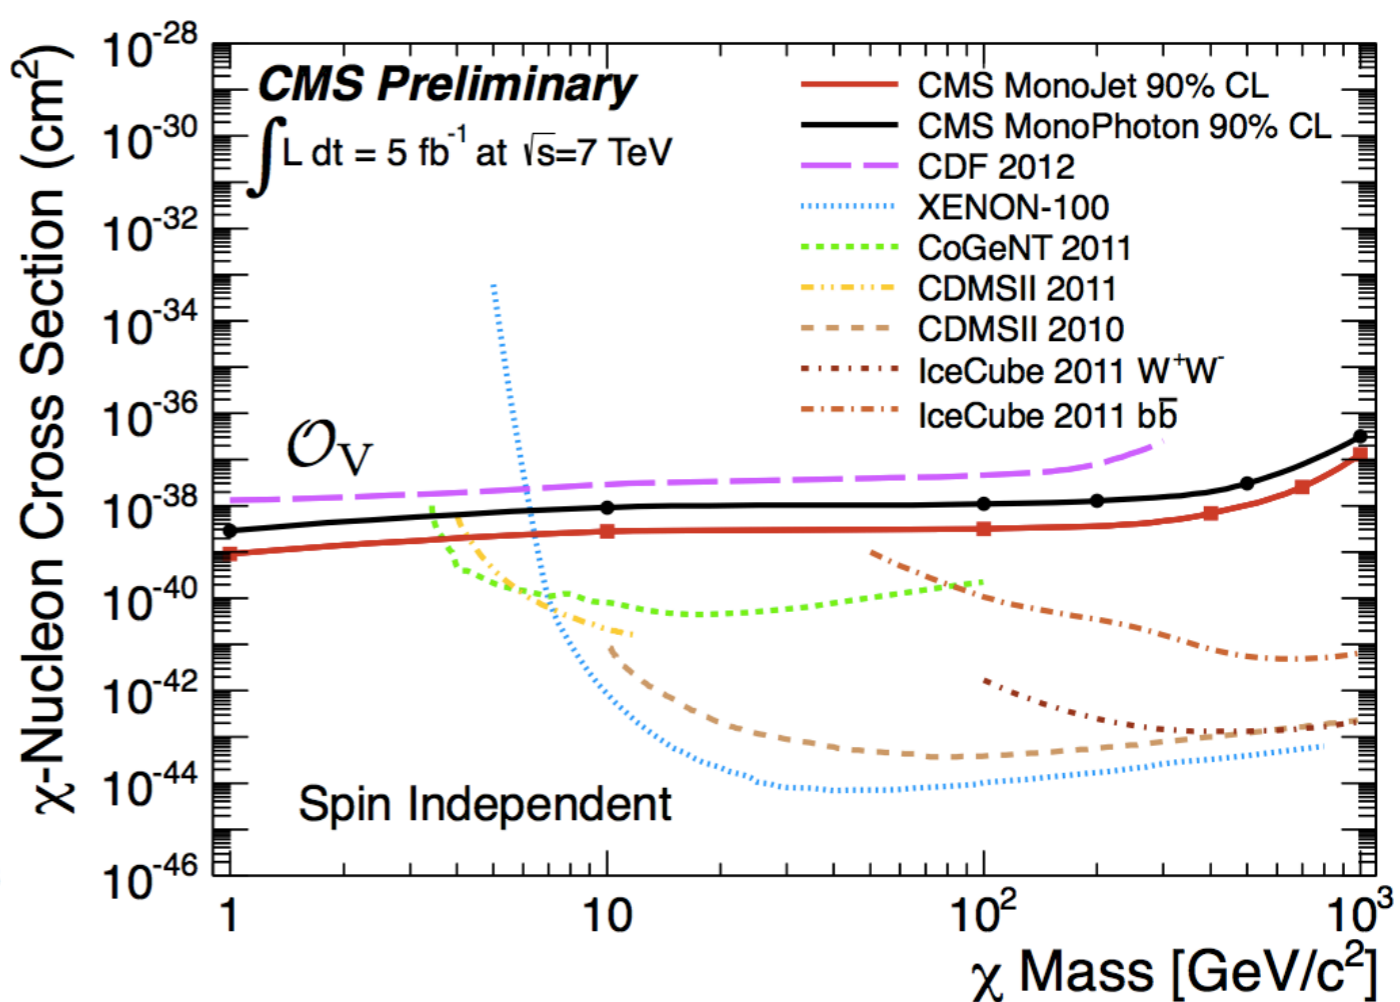 χ-Nucleon Cross Section (cm²)
10⁻²⁸
10⁻³⁰
10⁻³²
10⁻³⁴
10⁻³⁶
10⁻³⁸
10⁻⁴⁰
10⁻⁴²
10⁻⁴⁴
10⁻⁴⁶
CMS Preliminary
∫L dt = 5 fb⁻¹ at √s=7 TeV
CMS MonoJet 90% CL
CMS MonoPhoton 90% CL
CDF 2012
XENON-100
CoGeNT 2011
CDMSII 2011
CDMSII 2010
IceCube 2011 W⁺W⁻
IceCube 2011 bb̅
𝒪_V
Spin Independent
1 10 10² 10³
χ Mass [GeV/c²]